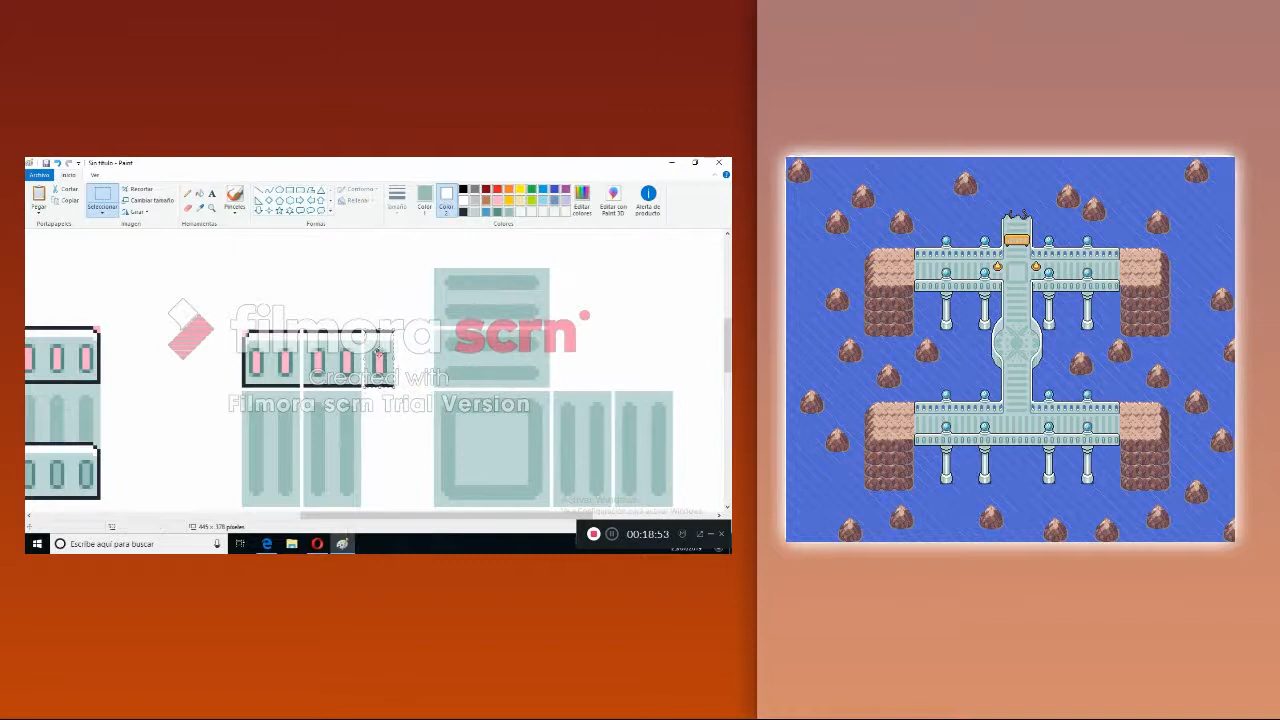 Sin título - Paint
Archivo Inicio Ver
Pegar
Cortar
Copiar
Portapapeles
Seleccionar
Recortar
Cambiar tamaño
Girar
Imagen
Herramientas
Pinceles
Formas
Contorno
Rellenar
Tamaño
Color 1
Color 2
Colores
Editar colores
Editar con Paint 3D
Alerta de producto
filmora scrn
Created with
Filmora scrn Trial Version
Activar Windows
445 × 378 píxeles
00:18:53
Escribe aquí para buscar